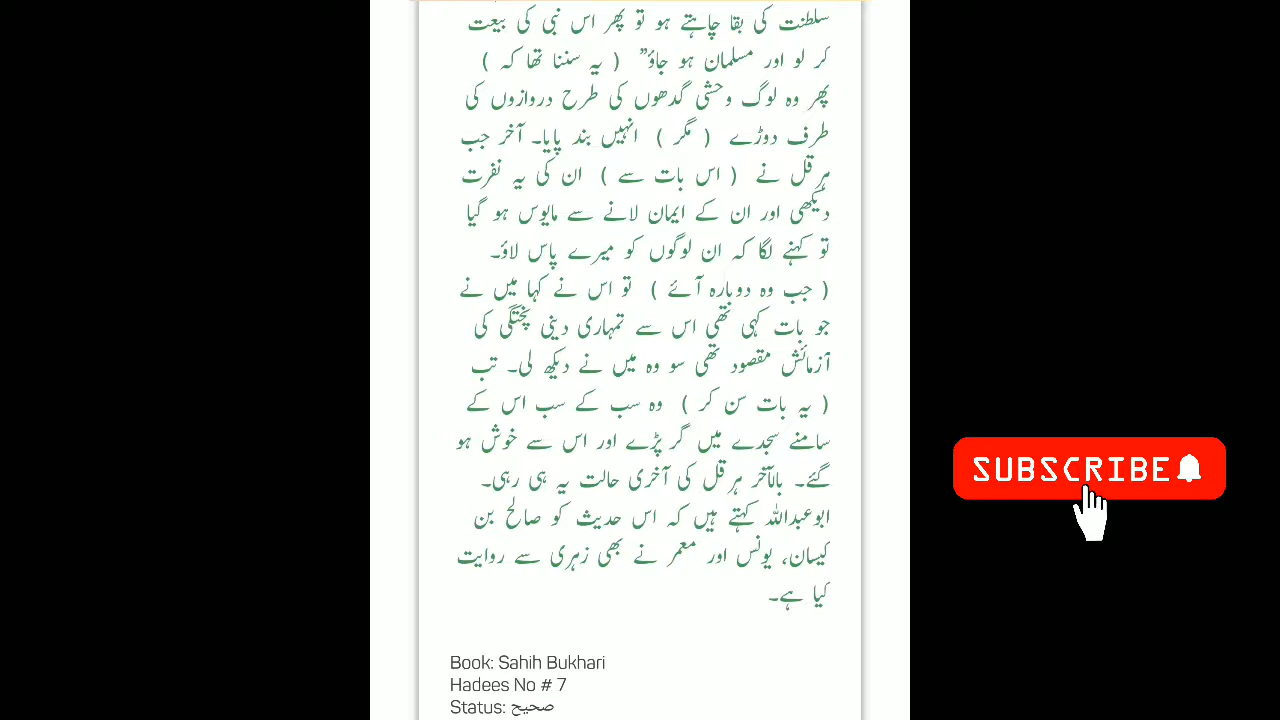 سلطنت کی بقا چاہتے ہو تو پھر اس نبی کی بیعت
کر لو اور مسلمان ہو جاؤ” ( یہ سننا تھا کہ )
پھر وہ لوگ وحشی گدھوں کی طرح دروازوں کی
طرف دوڑے ( مگر ) انہیں بند پایا۔ آخر جب
ہرقل نے ( اس بات سے ) ان کی یہ نفرت
دیکھی اور ان کے ایمان لانے سے مایوس ہو گیا
تو کہنے لگا کہ ان لوگوں کو میرے پاس لاؤ۔
( جب وہ دوبارہ آئے ) تو اس نے کہا میں نے
جو بات کہی تھی اس سے تمہاری دینی پختگی کی
آزمائش مقصود تھی سو وہ میں نے دیکھ لی۔ تب
( یہ بات سن کر ) وہ سب کے سب اس کے
سامنے سجدے میں گر پڑے اور اس سے خوش ہو
گئے۔ بالآخر ہرقل کی آخری حالت یہ ہی رہی۔
ابوعبداللہ کہتے ہیں کہ اس حدیث کو صالح بن
کیسان، یونس اور معمر نے بھی زہری سے روایت
کیا ہے۔
Book: Sahih Bukhari
Hadees No # 7
Status: صحیح
SUBSCRIBE